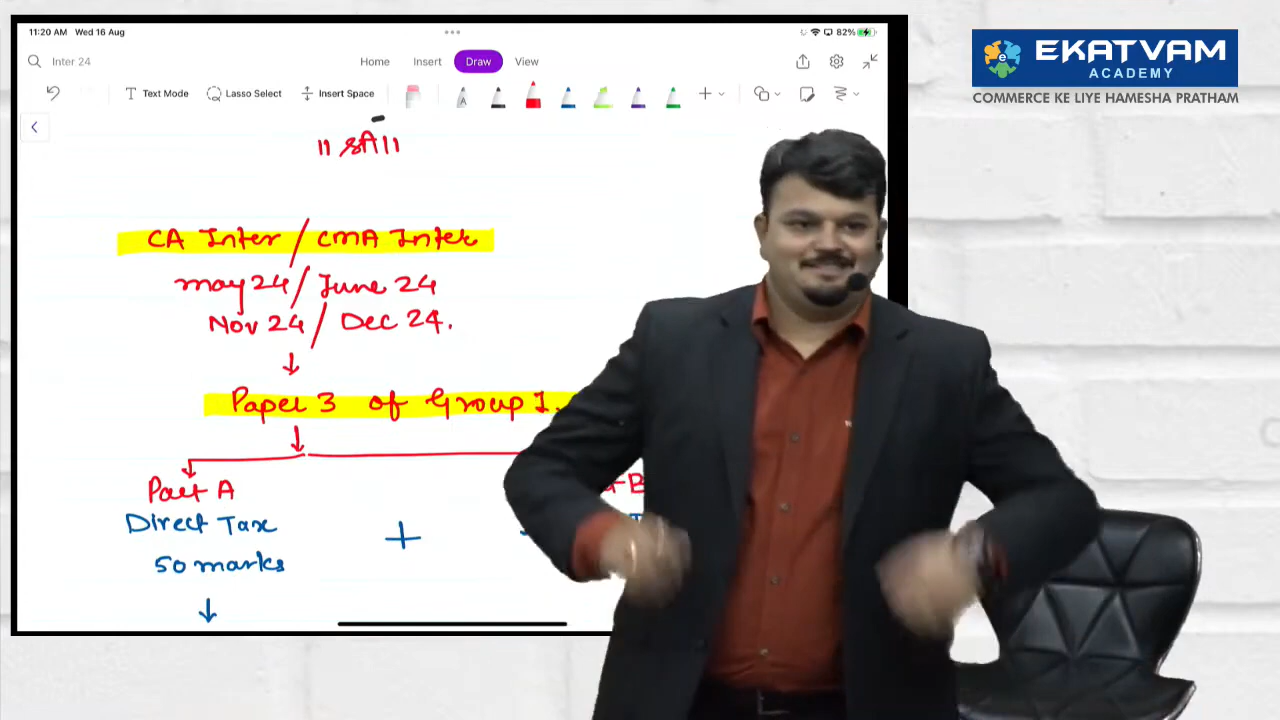 11:20 AM Wed 16 Aug
82%
Inter 24
Home Insert Draw View
Text Mode Lasso Select Insert Space
CA Inter / CMA Inter
May 24 / June 24
Nov 24 / Dec 24.
Paper 3 of Group I.
Part A
Direct Tax
+
50 marks
EKATVAM
ACADEMY
COMMERCE KE LIYE HAMESHA PRATHAM